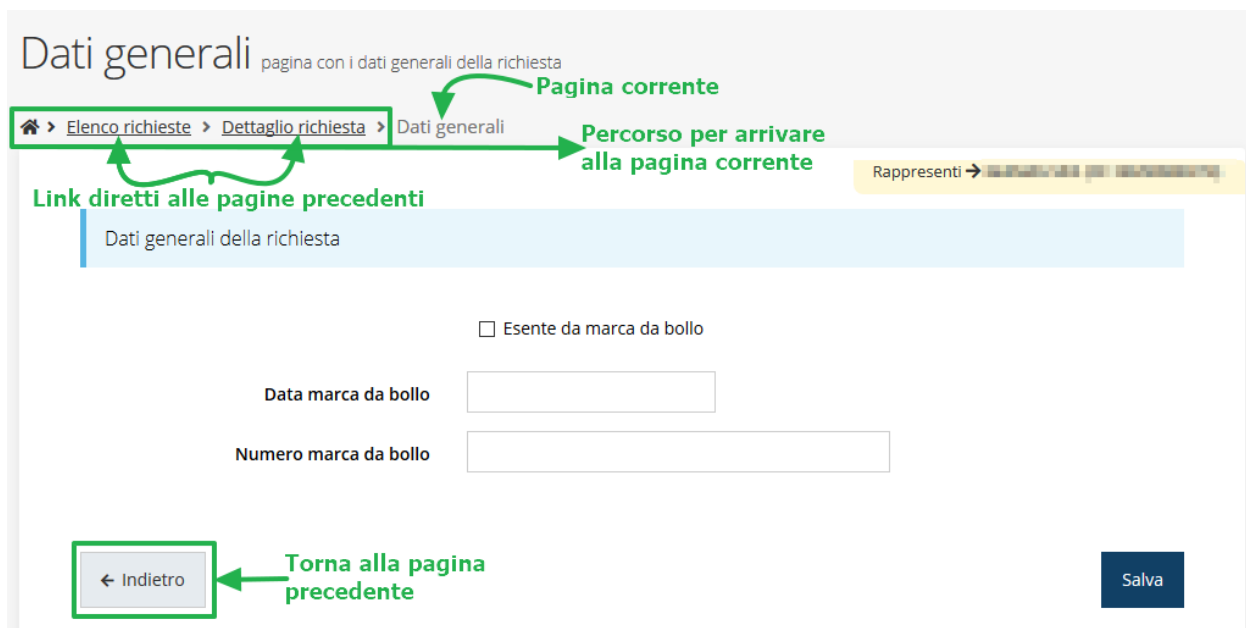 Dati generali pagina con i dati generali della richiesta
Pagina corrente
Elenco richieste > Dettaglio richiesta > Dati generali
Percorso per arrivare
alla pagina corrente
Rappresenti
Link diretti alle pagine precedenti
Dati generali della richiesta
Esente da marca da bollo
Data marca da bollo
Numero marca da bollo
Torna alla pagina
precedente
Indietro
Salva